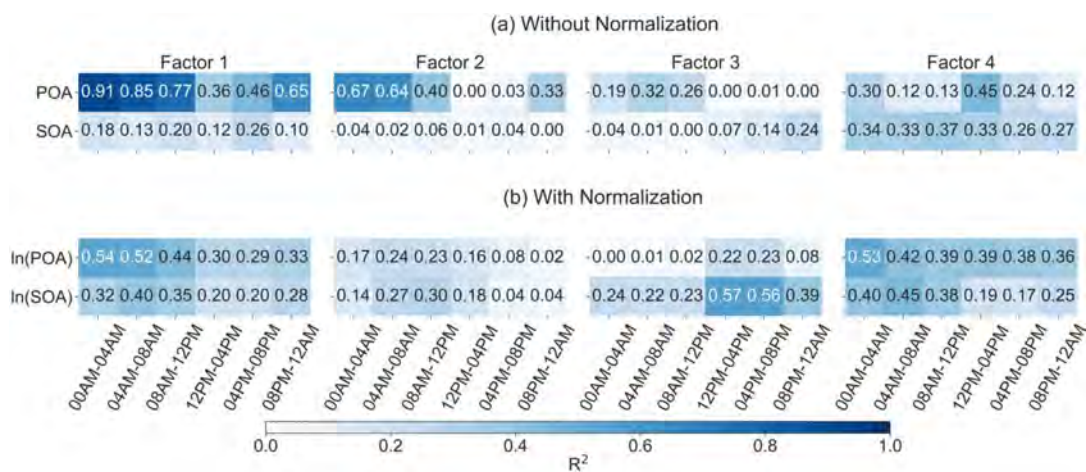 (a) Without Normalization
Factor 1 Factor 2 Factor 3 Factor 4
POA 0.91 0.85 0.77 0.36 0.46 0.65 0.67 0.64 0.40 0.00 0.03 0.33 0.19 0.32 0.26 0.00 0.01 0.00 0.30 0.12 0.13 0.45 0.24 0.12
SOA 0.18 0.13 0.20 0.12 0.26 0.10 0.04 0.02 0.06 0.01 0.04 0.00 0.04 0.01 0.00 0.07 0.14 0.24 0.34 0.33 0.37 0.33 0.26 0.27
(b) With Normalization
ln(POA) 0.54 0.52 0.44 0.30 0.29 0.33 0.17 0.24 0.23 0.16 0.08 0.02 0.00 0.01 0.02 0.22 0.23 0.08 0.53 0.42 0.39 0.39 0.38 0.36
ln(SOA) 0.32 0.40 0.35 0.20 0.20 0.28 0.14 0.27 0.30 0.18 0.04 0.04 0.24 0.22 0.23 0.57 0.56 0.39 0.40 0.45 0.38 0.19 0.17 0.25
00AM-04AM 04AM-08AM 08AM-12PM 12PM-04PM 04PM-08PM 08PM-12AM 00AM-04AM 04AM-08AM 08AM-12PM 12PM-04PM 04PM-08PM 08PM-12AM 00AM-04AM 04AM-08AM 08AM-12PM 12PM-04PM 04PM-08PM 08PM-12AM 00AM-04AM 04AM-08AM 08AM-12PM 12PM-04PM 04PM-08PM 08PM-12AM
0.0 0.2 0.4 0.6 0.8 1.0
R²